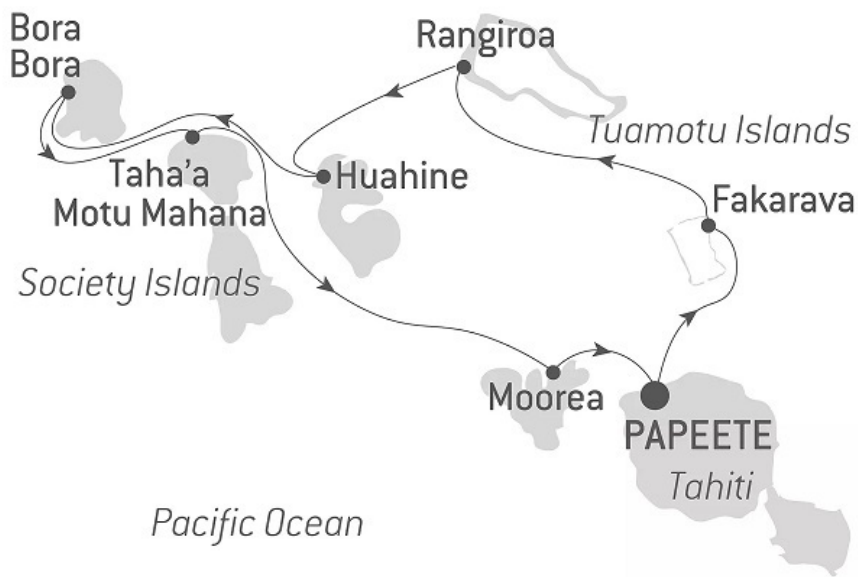 Bora
Bora
Rangiroa
Tuamotu Islands
Taha'a
Motu Mahana
Huahine
Fakarava
Society Islands
Moorea
PAPEETE
Tahiti
Pacific Ocean